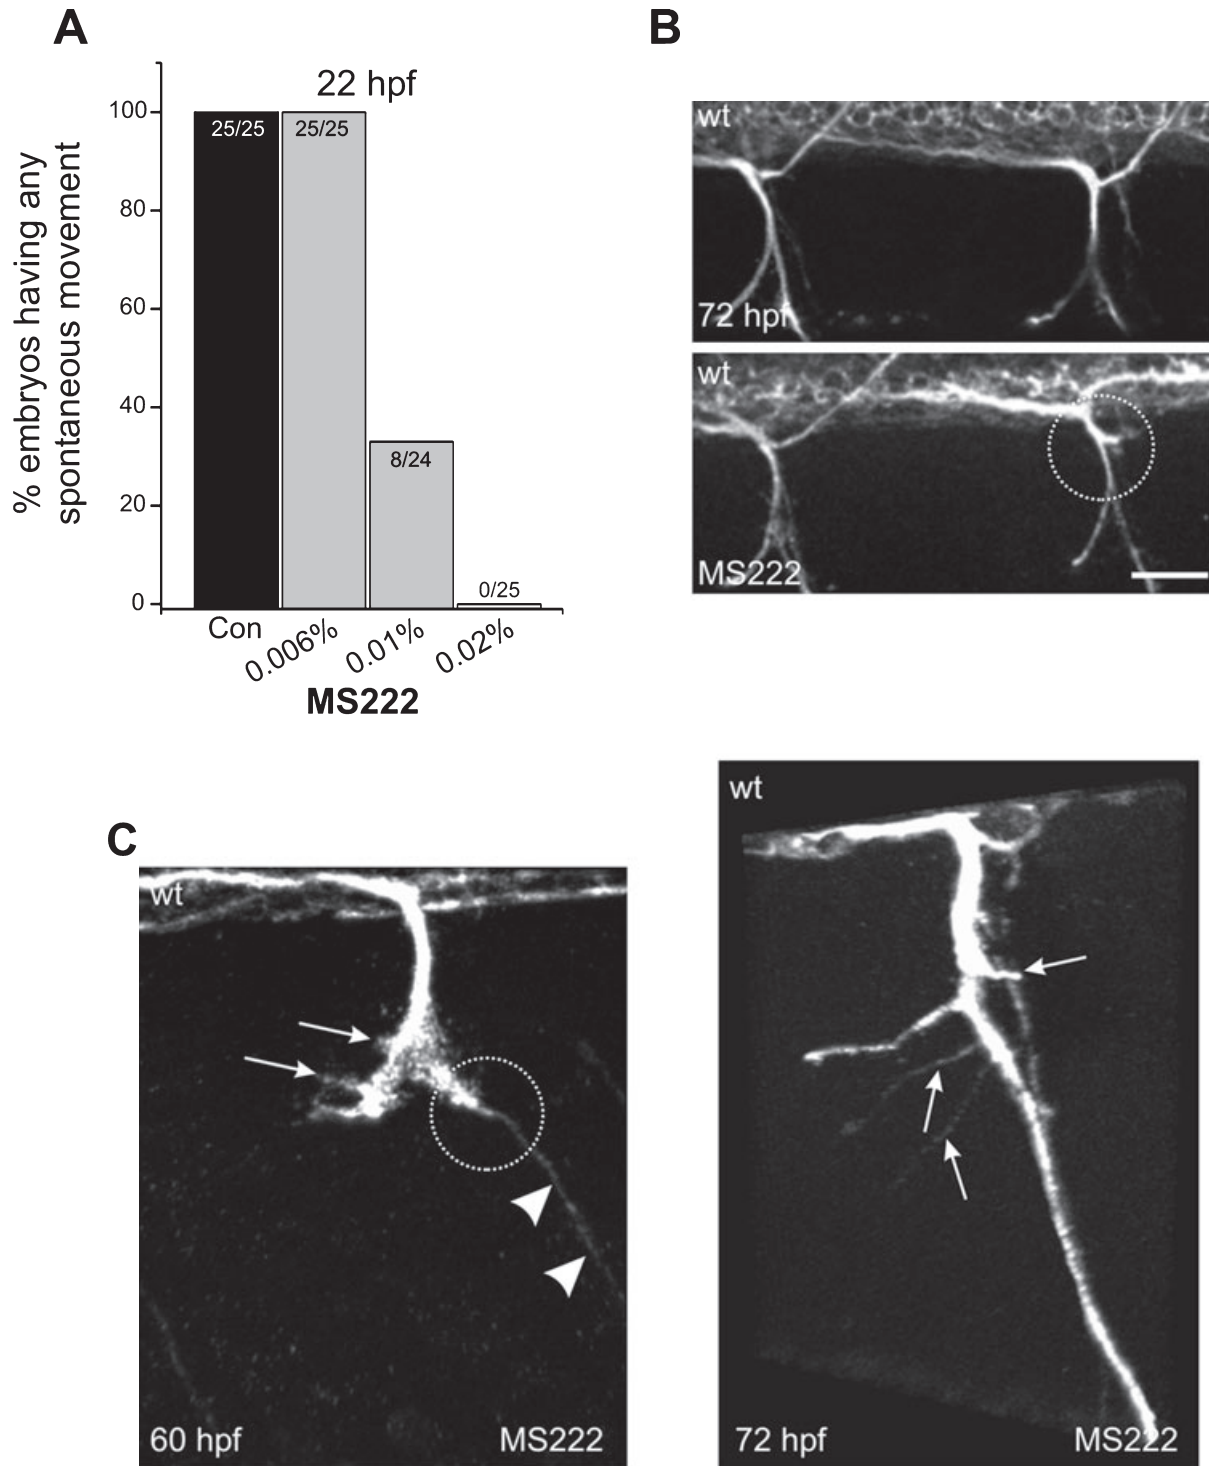 A
22 hpf
% embryos having any
spontaneous movement
100
80
60
40
20
0
25/25
25/25
8/24
0/25
Con
0.006%
0.01%
0.02%
MS222
B
wt
72 hpf
wt
MS222
C
wt
60 hpf
MS222
wt
72 hpf
MS222